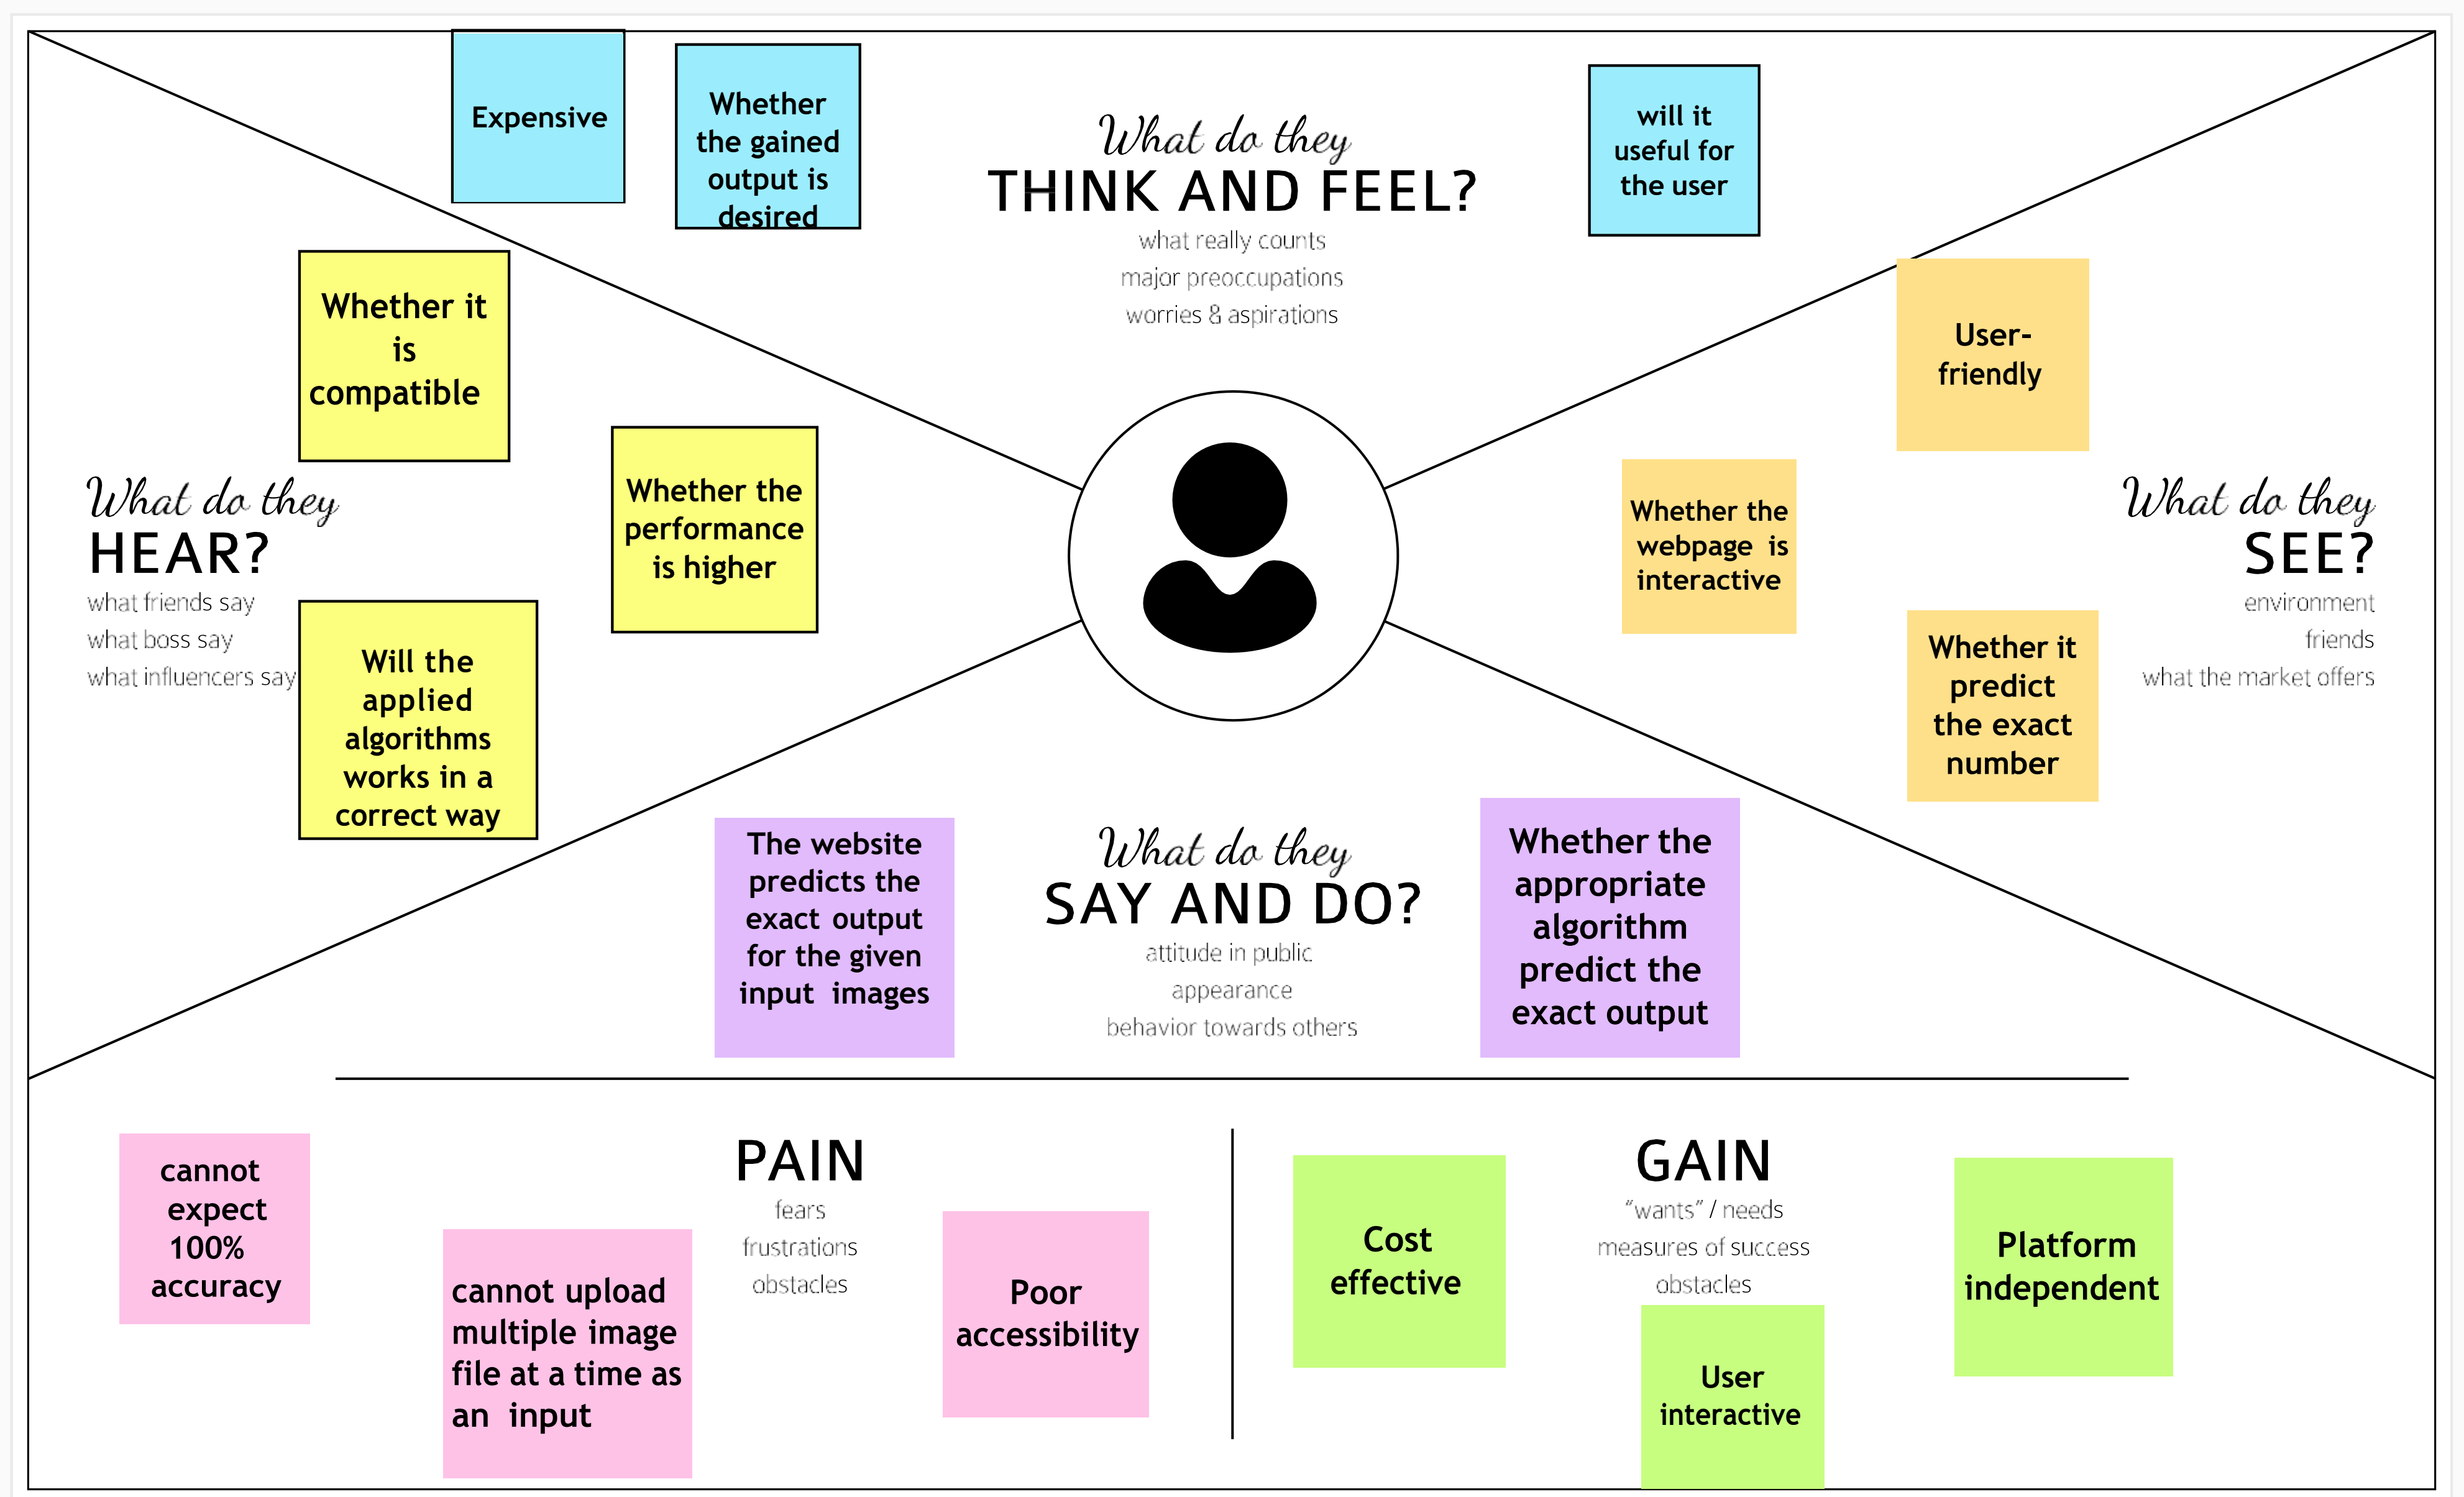 Expensive
Whether
the gained
output is
desired
What do they
THINK AND FEEL?
what really counts
major preoccupations
worries & aspirations
will it
useful for
the user
Whether it
is
compatible
Whether the
performance
is higher
What do they
HEAR?
what friends say
what boss say
what influencers say
Will the
applied
algorithms
works in a
correct way
User-
friendly
Whether the
webpage is
interactive
What do they
SEE?
environment
friends
what the market offers
Whether it
predict
the exact
number
The website
predicts the
exact output
for the given
input images
What do they
SAY AND DO?
attitude in public
appearance
behavior towards others
Whether the
appropriate
algorithm
predict the
exact output
cannot
expect
100%
accuracy
cannot upload
multiple image
file at a time as
an input
PAIN
fears
frustrations
obstacles
Poor
accessibility
Cost
effective
GAIN
“wants” / needs
measures of success
obstacles
User
interactive
Platform
independent